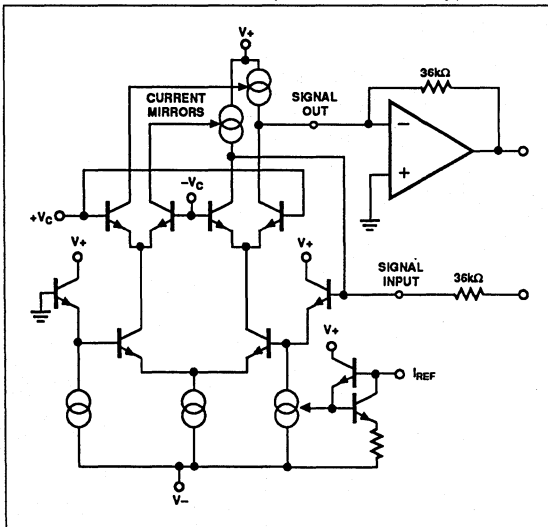 V+
36kΩ
CURRENT
MIRRORS
SIGNAL
OUT
−
+
−VC
+VC
V+
V+
SIGNAL
INPUT
36kΩ
V+
IREF
V−